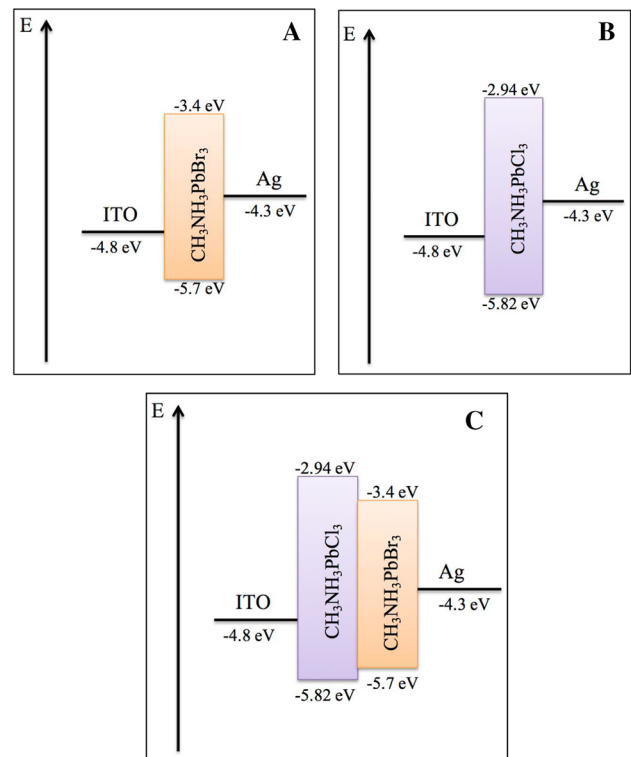 E
A
-3.4 eV
CH₃NH₃PbBr₃
Ag
-4.3 eV
ITO
-4.8 eV
-5.7 eV
E
B
-2.94 eV
CH₃NH₃PbCl₃
Ag
-4.3 eV
ITO
-4.8 eV
-5.82 eV
E
C
-2.94 eV
-3.4 eV
CH₃NH₃PbCl₃
CH₃NH₃PbBr₃
Ag
-4.3 eV
ITO
-4.8 eV
-5.7 eV
-5.82 eV